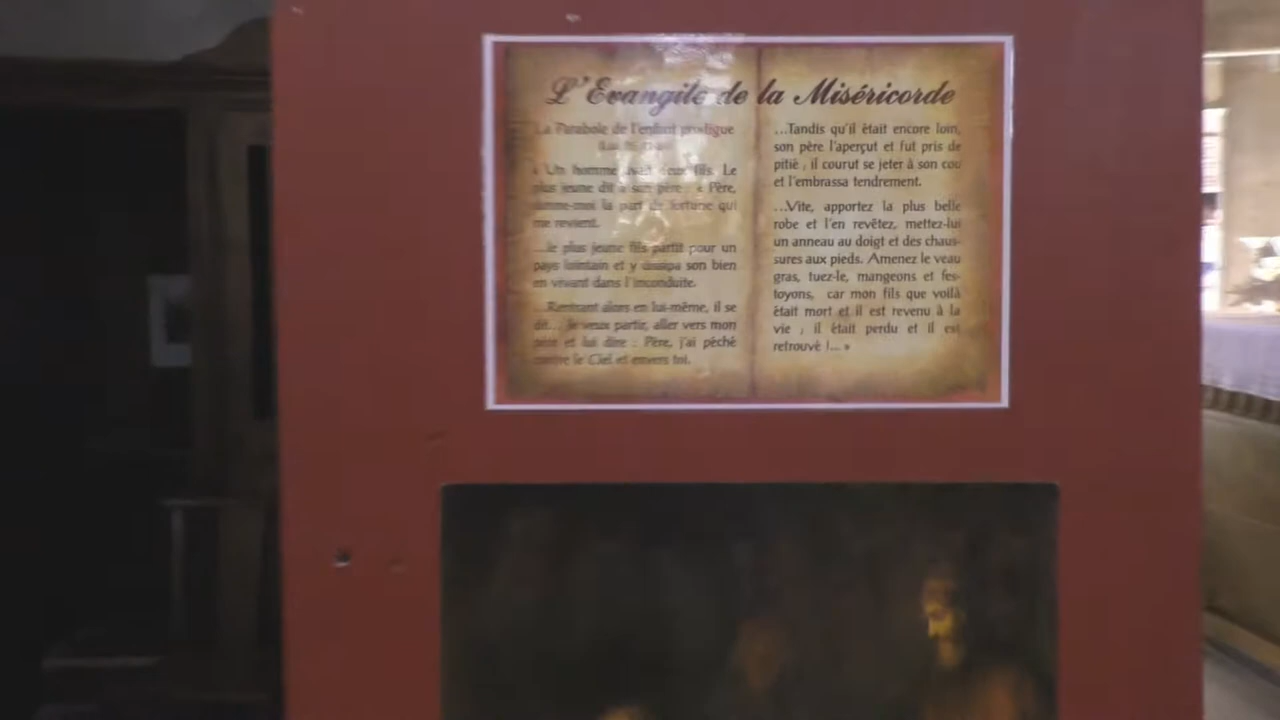 L'Evangile de la Miséricorde
La Parabole de l'enfant prodigue
« Un homme avait deux fils. Le
plus jeune dit à son père : « Père,
donne-moi la part de fortune qui
me revient.
...le plus jeune fils partit pour un
pays lointain et y dissipa son bien
en vivant dans l'inconduite.
...Rentrant alors en lui-même, il se
dit... Je veux partir, aller vers mon
père et lui dire : Père, j'ai péché
contre le Ciel et envers toi.
...Tandis qu'il était encore loin,
son père l'aperçut et fut pris de
pitié ; il courut se jeter à son cou
et l'embrassa tendrement.
...Vite, apportez la plus belle
robe et l'en revêtez, mettez-lui
un anneau au doigt et des chaus-
sures aux pieds. Amenez le veau
gras, tuez-le, mangeons et fes-
toyons, car mon fils que voilà
était mort et il est revenu à la
vie ; il était perdu et il est
retrouvé !... »